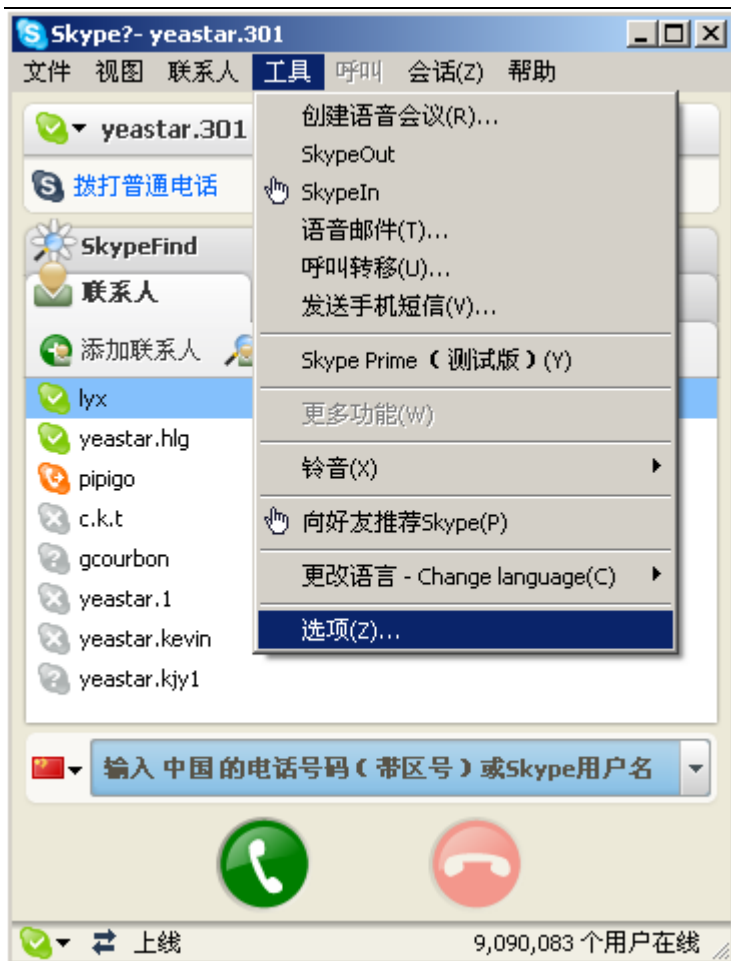 Skype?- yeastar.301
文件 视图 联系人 工具 呼叫 会话(Z) 帮助
yeastar.301
拨打普通电话
SkypeFind
联系人
添加联系人
lyx
yeastar.hlg
pipigo
c.k.t
gcourbon
yeastar.1
yeastar.kevin
yeastar.kjy1
创建语音会议(R)...
SkypeOut
SkypeIn
语音邮件(T)...
呼叫转移(U)...
发送手机短信(V)...
Skype Prime（测试版）(Y)
更多功能(W)
铃音(X)
向好友推荐Skype(P)
更改语言 - Change language(C)
选项(Z)...
输入 中国 的电话号码（带区号）或Skype用户名
上线 9,090,083 个用户在线